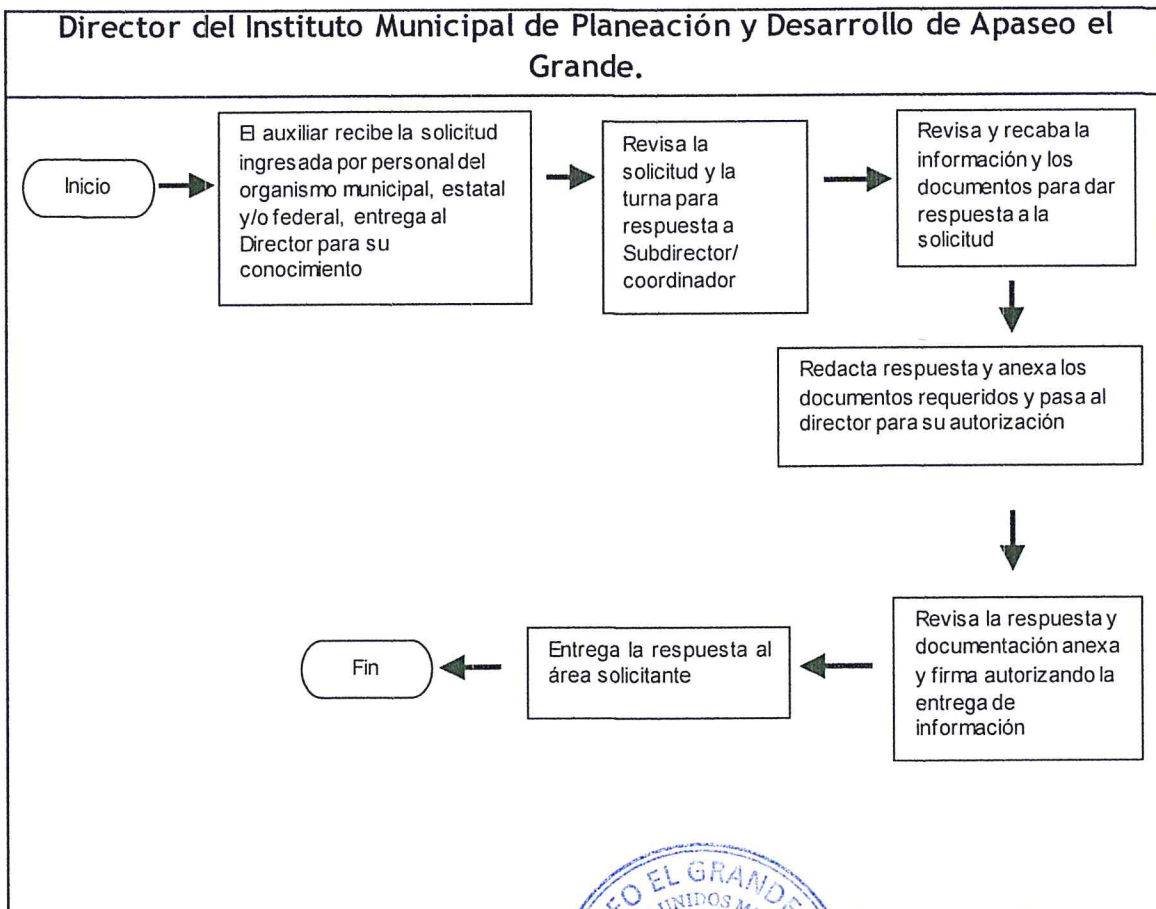 Director del Instituto Municipal de Planeación y Desarrollo de Apaseo el
Grande.
Inicio
El auxiliar recibe la solicitud
ingresada por personal del
organismo municipal, estatal
y/o federal, entrega al
Director para su
conocimiento
Revisa la
solicitud y la
turna para
respuesta a
Subdirector/
coordinador
Revisa y recaba la
información y los
documentos para dar
respuesta a la
solicitud
Redacta respuesta y anexa los
documentos requeridos y pasa al
director para su autorización
Revisa la respuesta y
documentación anexa
y firma autorizando la
entrega de
información
Entrega la respuesta al
área solicitante
Fin
EO EL GRANDE
UNIDOS M